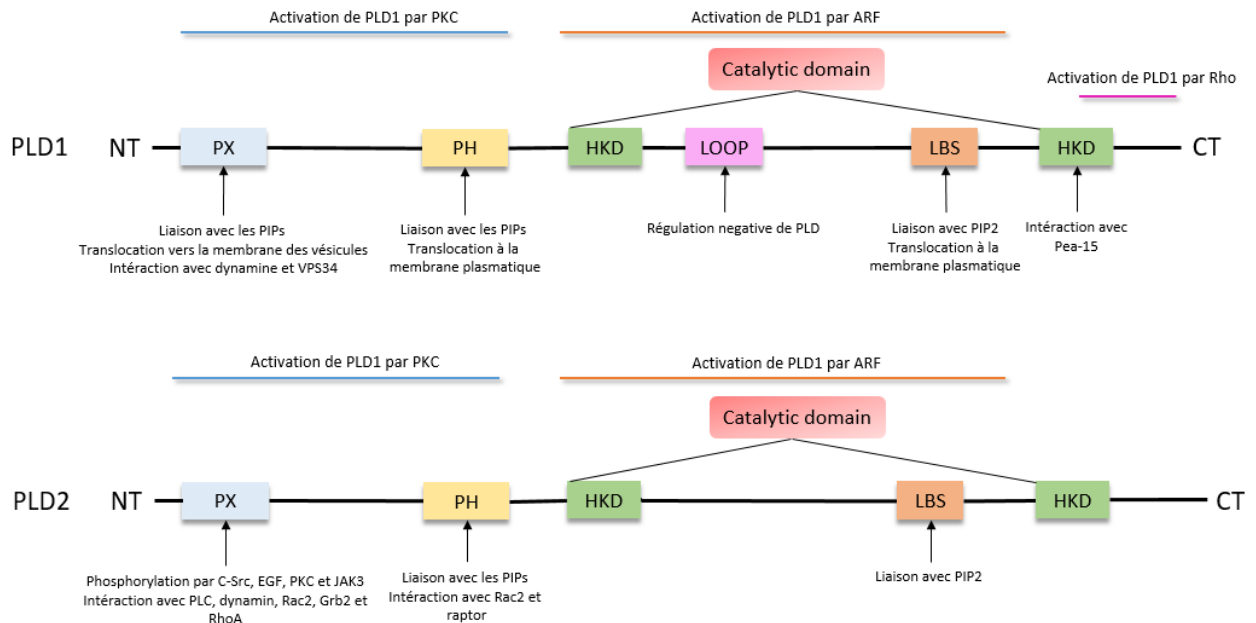 Activation de PLD1 par PKC
Activation de PLD1 par ARF
Catalytic domain
Activation de PLD1 par Rho
PLD1
NT
PX
PH
HKD
LOOP
LBS
HKD
CT
Liaison avec les PIPs
Translocation vers la membrane des vésicules
Intéraction avec dynamine et VPS34
Liaison avec les PIPs
Translocation à la
membrane plasmatique
Régulation negative de PLD
Liaison avec PIP2
Translocation à la
membrane plasmatique
Intéraction avec
Pea-15
Activation de PLD1 par PKC
Activation de PLD1 par ARF
Catalytic domain
PLD2
NT
PX
PH
HKD
LBS
HKD
CT
Phosphorylation par C-Src, EGF, PKC et JAK3
Intéraction avec PLC, dynamin, Rac2, Grb2 et
RhoA
Liaison avec les PIPs
Intéraction avec Rac2 et
raptor
Liaison avec PIP2